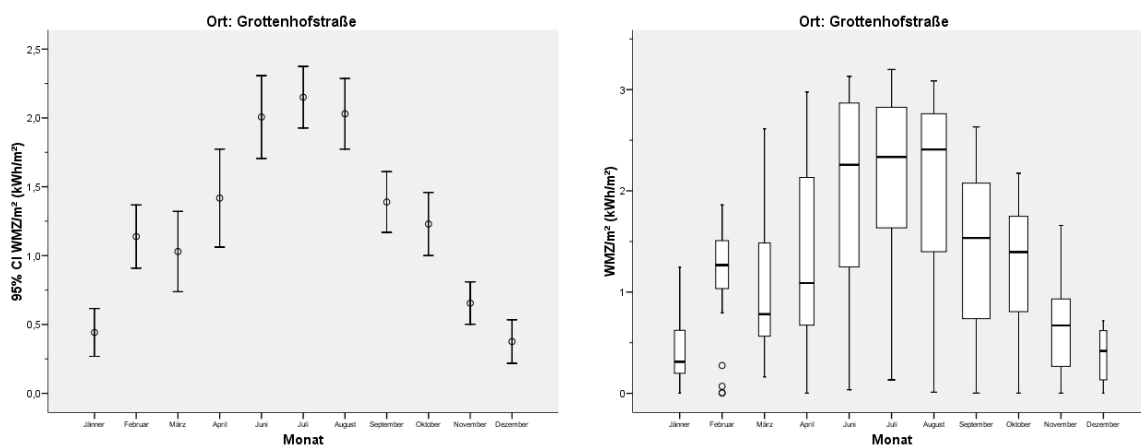 Ort: Grottenhofstraße
95% CI WMZ/m² (kWh/m²)
2,5
2,0
1,5
1,0
0,5
0,0
Jänner Februar März April Juni Juli August September Oktober November Dezember
Monat
Ort: Grottenhofstraße
WMZ/m² (kWh/m²)
3
2
1
0
Jänner Februar März April Juni Juli August September Oktober November Dezember
Monat